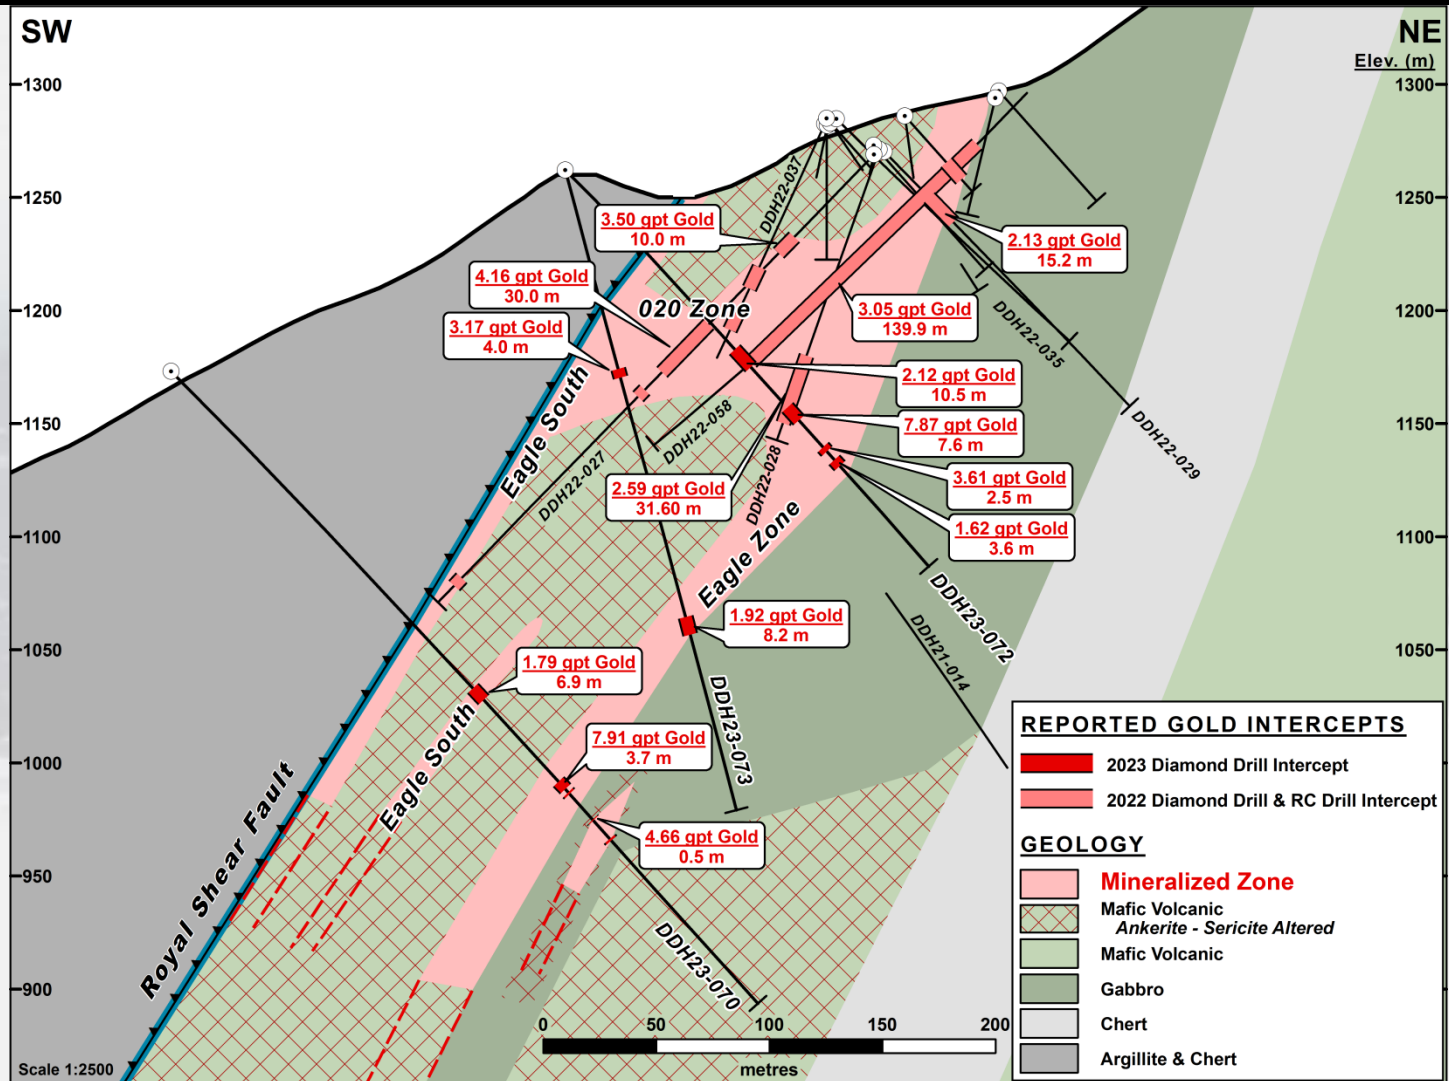 SW
NE
Elev. (m)
1300
1300
1250
1250
1200
1200
1150
1150
1100
1100
1050
1050
1000
950
900
DDH22-037
3.50 gpt Gold
10.0 m
2.13 gpt Gold
15.2 m
4.16 gpt Gold
30.0 m
020 Zone
3.05 gpt Gold
139.9 m
3.17 gpt Gold
4.0 m
DDH22-035
2.12 gpt Gold
10.5 m
Eagle South
DDH22-058
7.87 gpt Gold
7.6 m
DDH22-029
DDH22-027
2.59 gpt Gold
31.60 m
DDH22-028
3.61 gpt Gold
2.5 m
1.62 gpt Gold
3.6 m
Eagle Zone
DDH23-072
1.92 gpt Gold
8.2 m
DDH21-014
1.79 gpt Gold
6.9 m
DDH23-073
Eagle South
7.91 gpt Gold
3.7 m
4.66 gpt Gold
0.5 m
Royal Shear Fault
DDH23-070
REPORTED GOLD INTERCEPTS
2023 Diamond Drill Intercept
2022 Diamond Drill & RC Drill Intercept
GEOLOGY
Mineralized Zone
Mafic Volcanic
Ankerite - Sericite Altered
Mafic Volcanic
Gabbro
Chert
Argillite & Chert
0 50 100 150 200
metres
Scale 1:2500